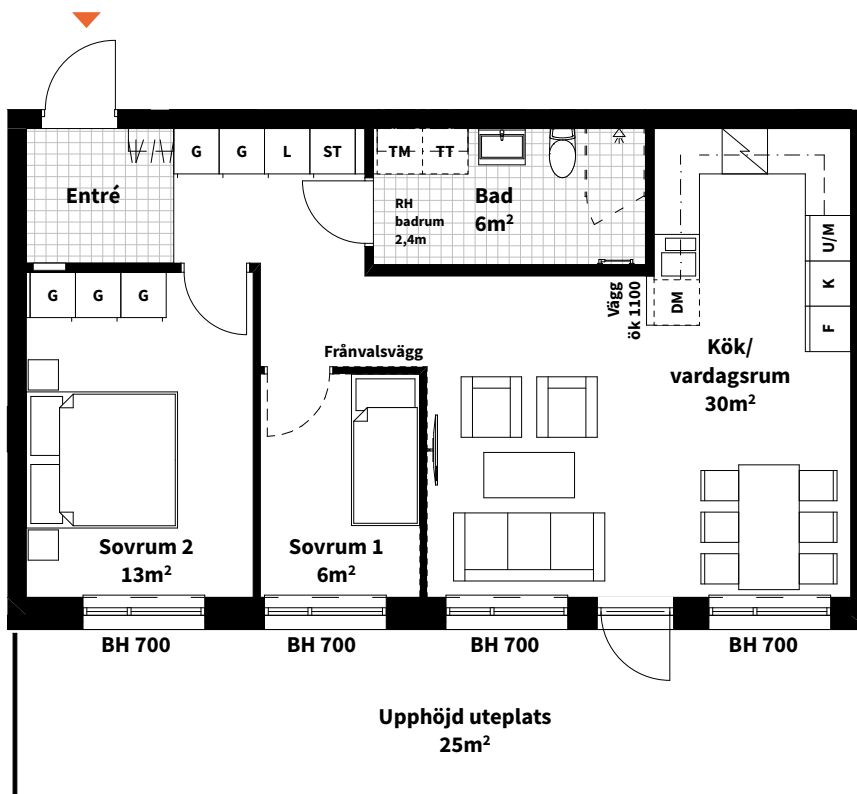 G
G
L
ST
TM
TT
Entré
Bad
6m²
RH
badrum
2,4m
U/M
K
F
G
G
G
DM
Vägg
ök 1100
Frånvalsvägg
Kök/
vardagsrum
30m²
Sovrum 2
13m²
Sovrum 1
6m²
BH 700
BH 700
BH 700
BH 700
Upphöjd uteplats
25m²